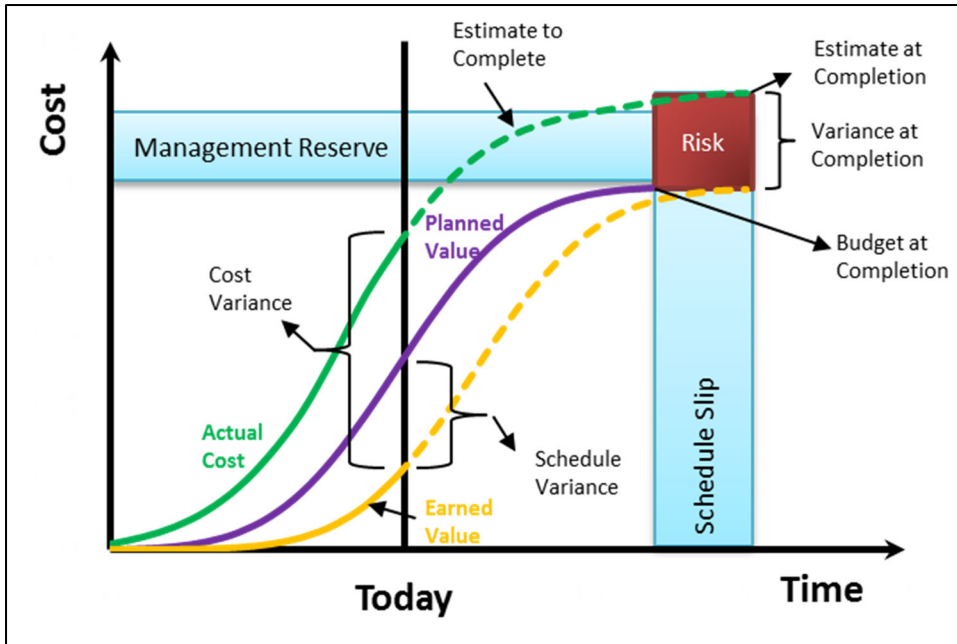 Cost
Estimate to
Complete
Estimate at
Completion
Management Reserve
Risk
Variance at
Completion
Planned
Value
Budget at
Completion
Cost
Variance
Actual
Cost
Schedule
Variance
Earned
Value
Schedule Slip
Today
Time